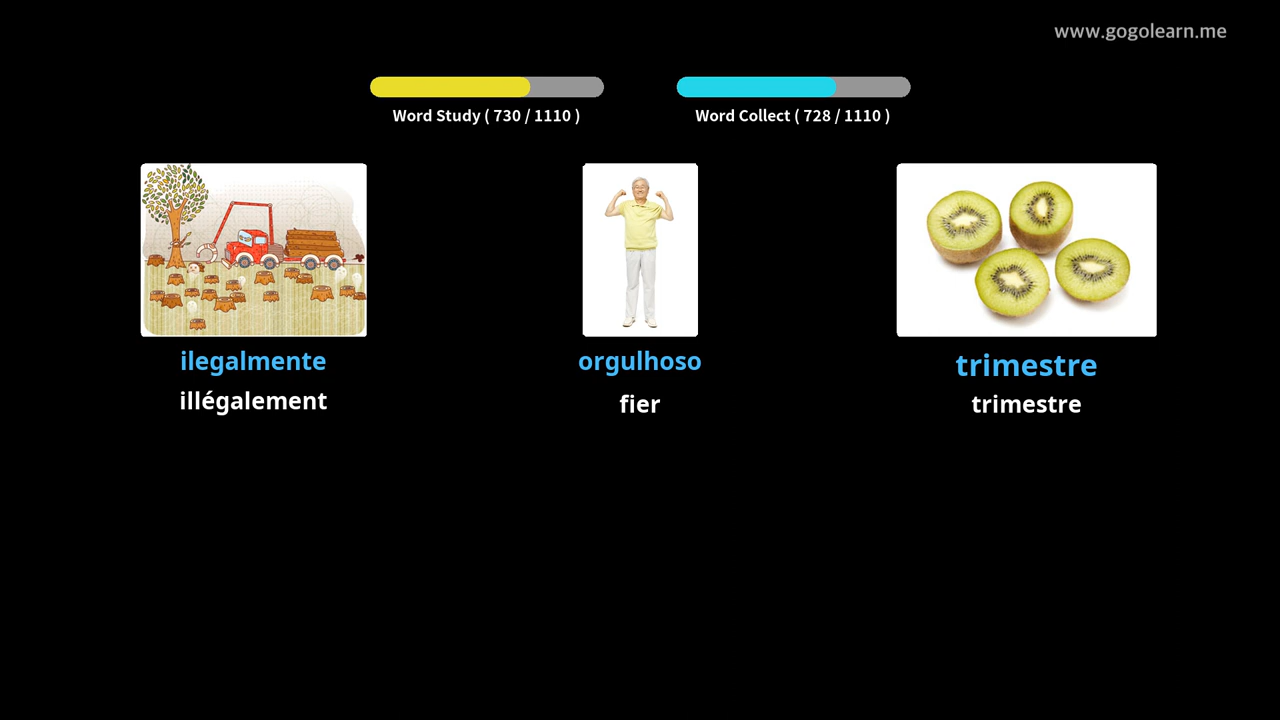 www.gogolearn.me
Word Study ( 730 / 1110 )
Word Collect ( 728 / 1110 )
ilegalmente
illégalement
orgulhoso
fier
trimestre
trimestre